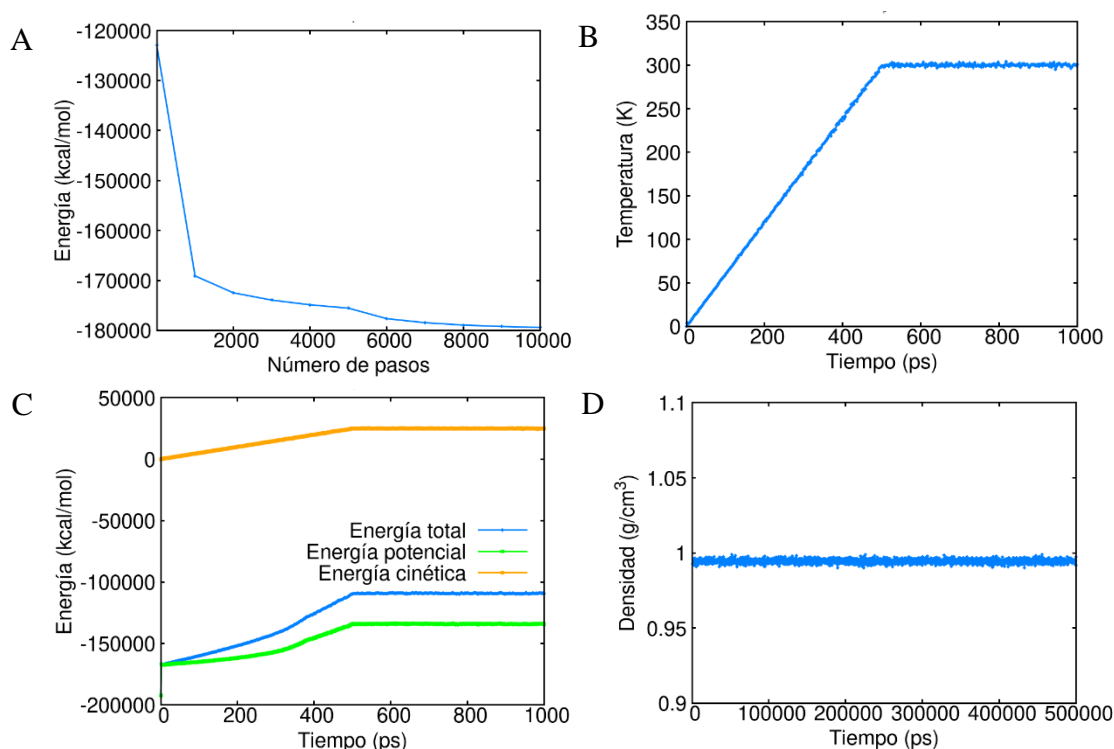 A
Energía (kcal/mol)
-120000
-130000
-140000
-150000
-160000
-170000
-180000
2000 4000 6000 8000 10000
Número de pasos
B
Temperatura (K)
350
300
250
200
150
100
50
0
0 200 400 600 800 1000
Tiempo (ps)
C
Energía (kcal/mol)
50000
0
-50000
-100000
-150000
-200000
Energía total
Energía potencial
Energía cinética
0 200 400 600 800 1000
Tiempo (ps)
D
Densidad (g/cm³)
1.1
1.05
1
0.95
0.9
0 100000 200000 300000 400000 500000
Tiempo (ps)